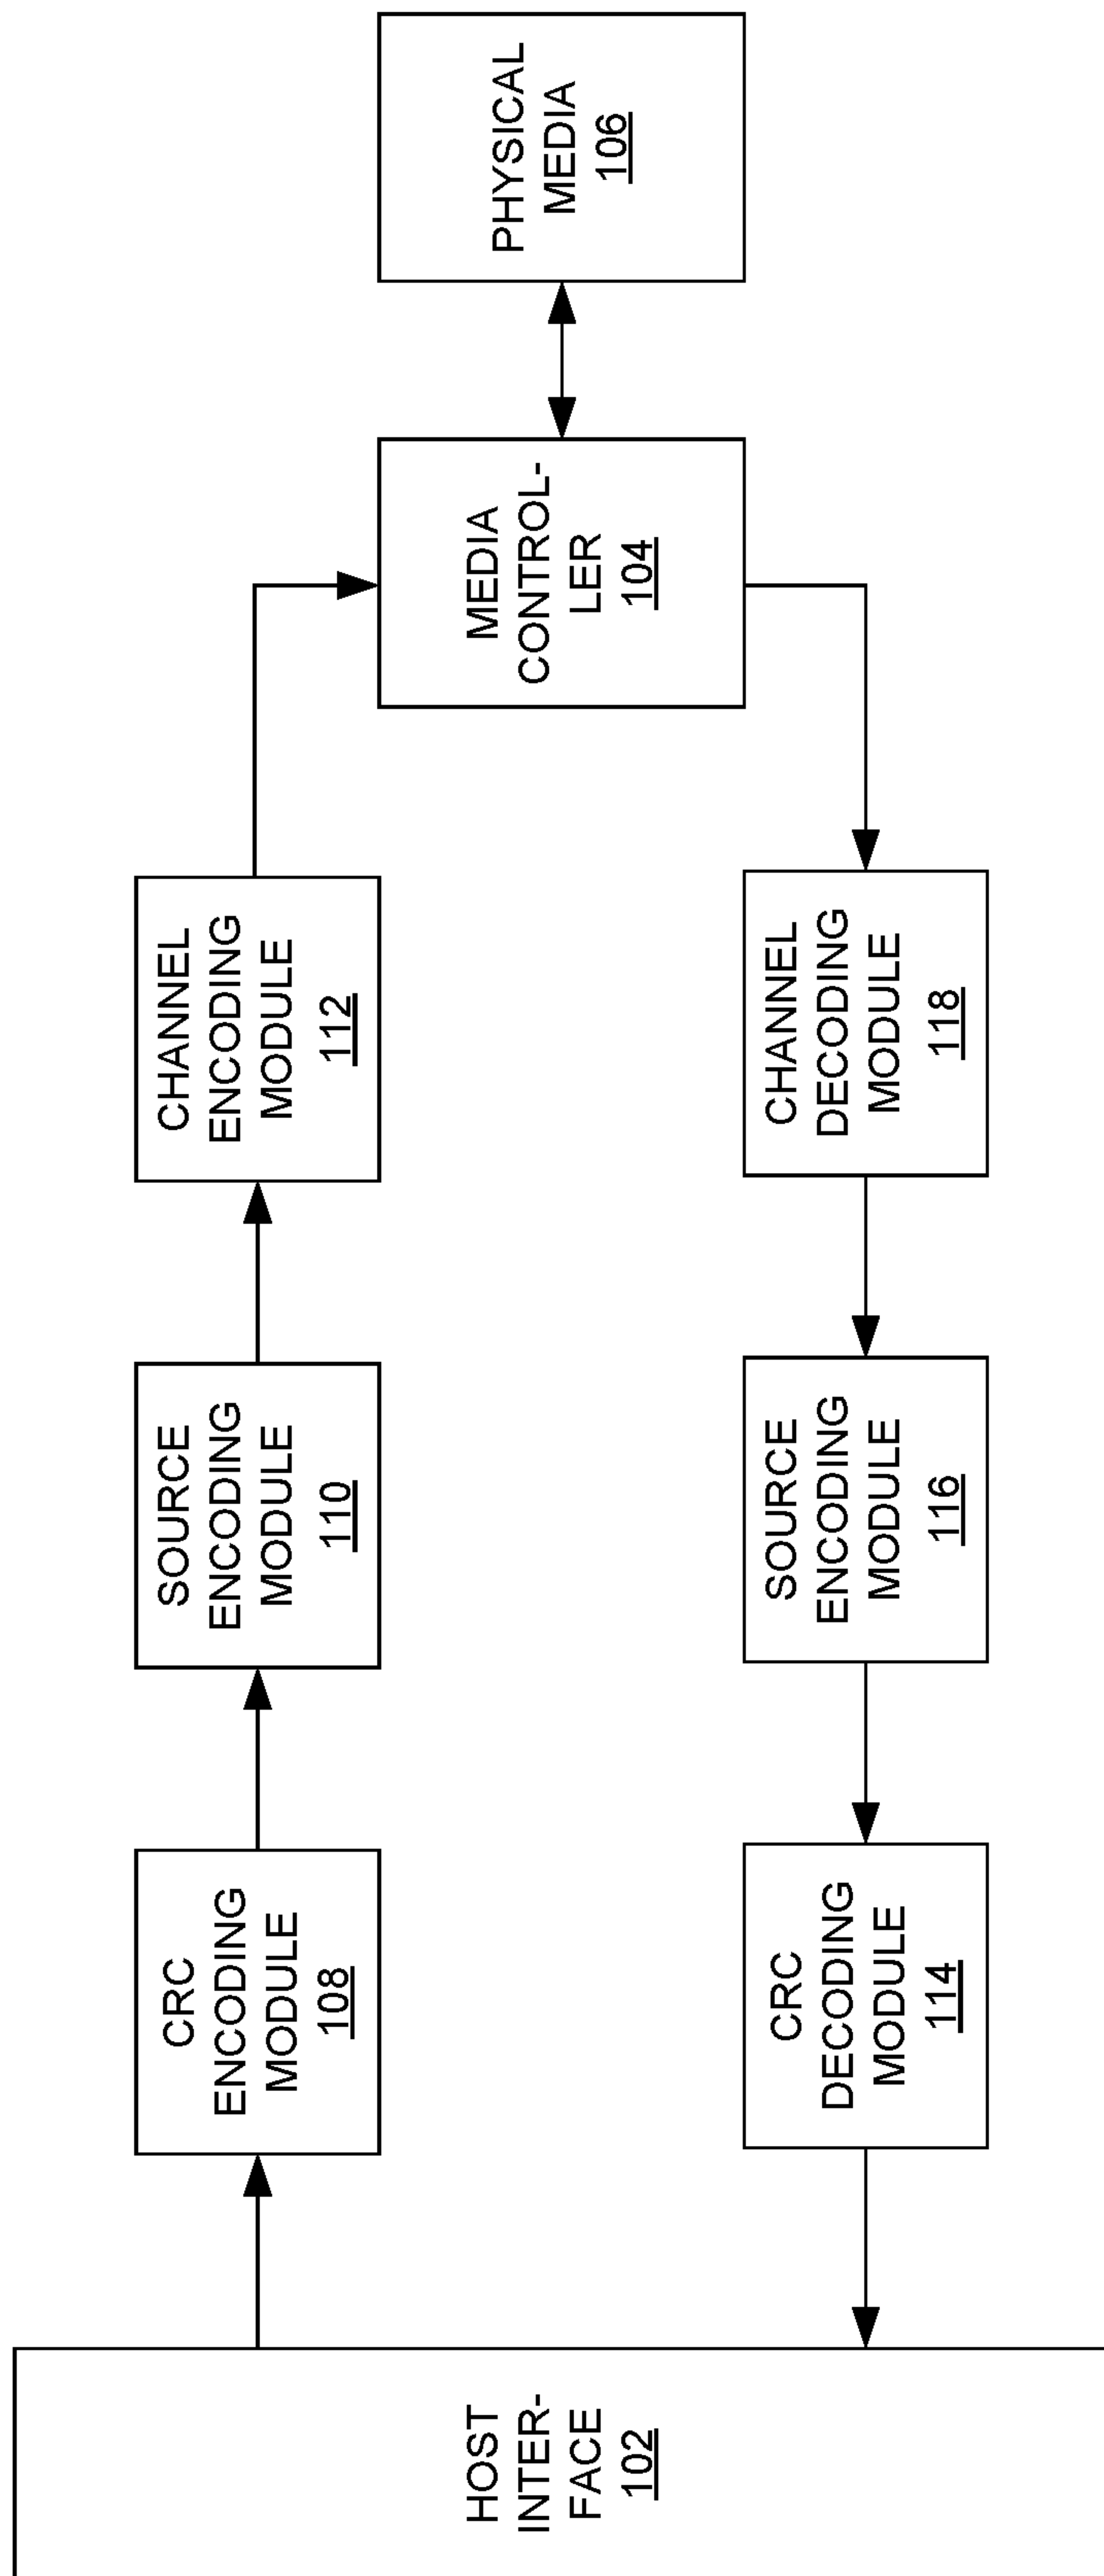 HOST
INTER-
FACE
102
CRC
ENCODING
MODULE
108
SOURCE
ENCODING
MODULE
110
CHANNEL
ENCODING
MODULE
112
MEDIA
CONTROL-
LER
104
PHYSICAL
MEDIA
106
CRC
DECODING
MODULE
114
SOURCE
ENCODING
MODULE
116
CHANNEL
DECODING
MODULE
118